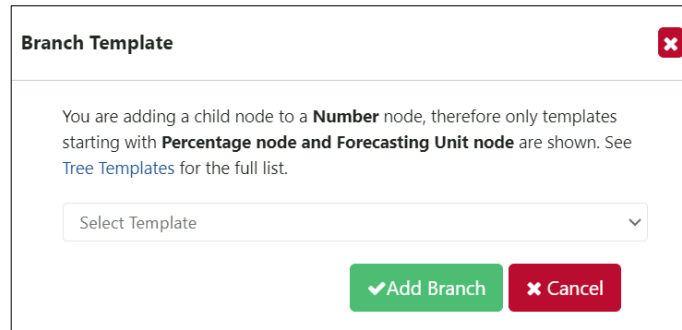 Branch Template
You are adding a child node to a Number node, therefore only templates
starting with Percentage node and Forecasting Unit node are shown. See
Tree Templates for the full list.
Select Template
Add Branch
Cancel